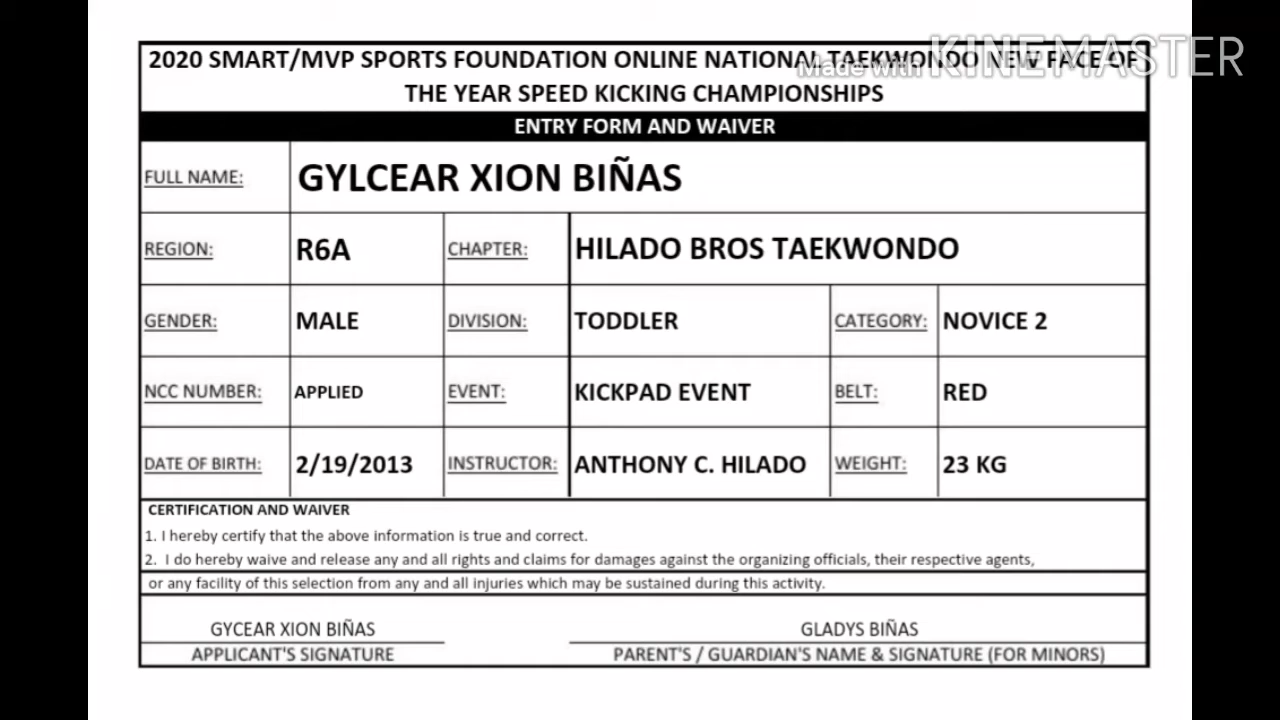 2020 SMART/MVP SPORTS FOUNDATION ONLINE NATIONAL TAEKWONDO NEW FACE OF
Made with KINEMASTER
THE YEAR SPEED KICKING CHAMPIONSHIPS
ENTRY FORM AND WAIVER
FULL NAME: GYLCEAR XION BIÑAS
REGION: R6A CHAPTER: HILADO BROS TAEKWONDO
GENDER: MALE DIVISION: TODDLER CATEGORY: NOVICE 2
NCC NUMBER: APPLIED EVENT: KICKPAD EVENT BELT: RED
DATE OF BIRTH: 2/19/2013 INSTRUCTOR: ANTHONY C. HILADO WEIGHT: 23 KG
CERTIFICATION AND WAIVER
1. I hereby certify that the above information is true and correct.
2. I do hereby waive and release any and all rights and claims for damages against the organizing officials, their respective agents,
or any facility of this selection from any and all injuries which may be sustained during this activity.
GYCEAR XION BIÑAS GLADYS BIÑAS
APPLICANT'S SIGNATURE PARENT'S / GUARDIAN'S NAME & SIGNATURE (FOR MINORS)